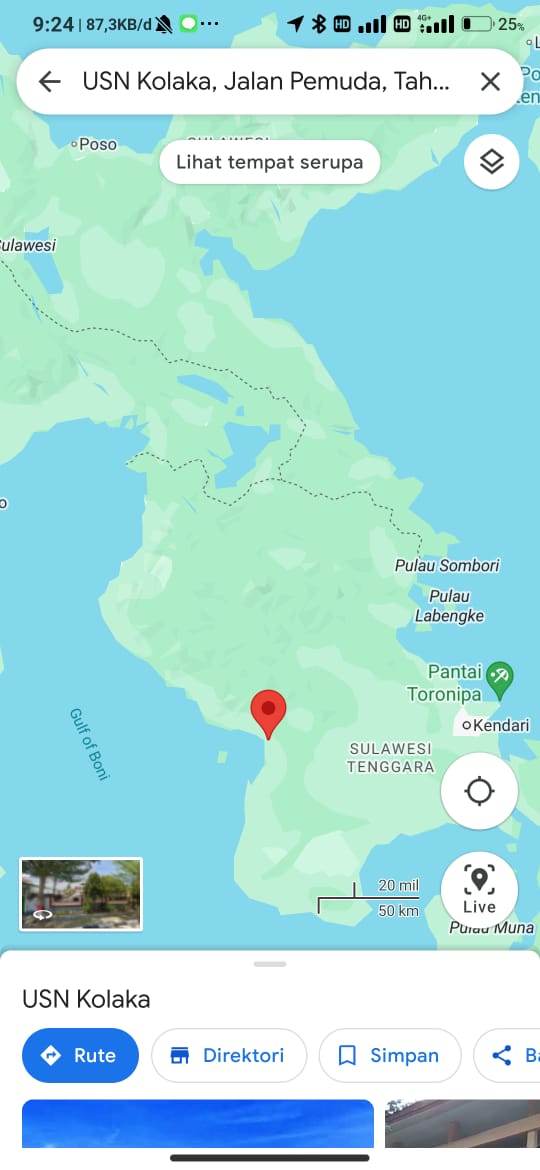 9:24 | 87,3KB/d ...
HD HD 4G+ 25%
USN Kolaka, Jalan Pemuda, Tah...
Poso
Lihat tempat serupa
ulawesi
Pulau Sombori
Pulau
Labengke
Pantai
Toronipa
Kendari
Gulf of Boni
SULAWESI
TENGGARA
20 mil
50 km
Live
Pulau Muna
USN Kolaka
Rute
Direktori
Simpan
Ba